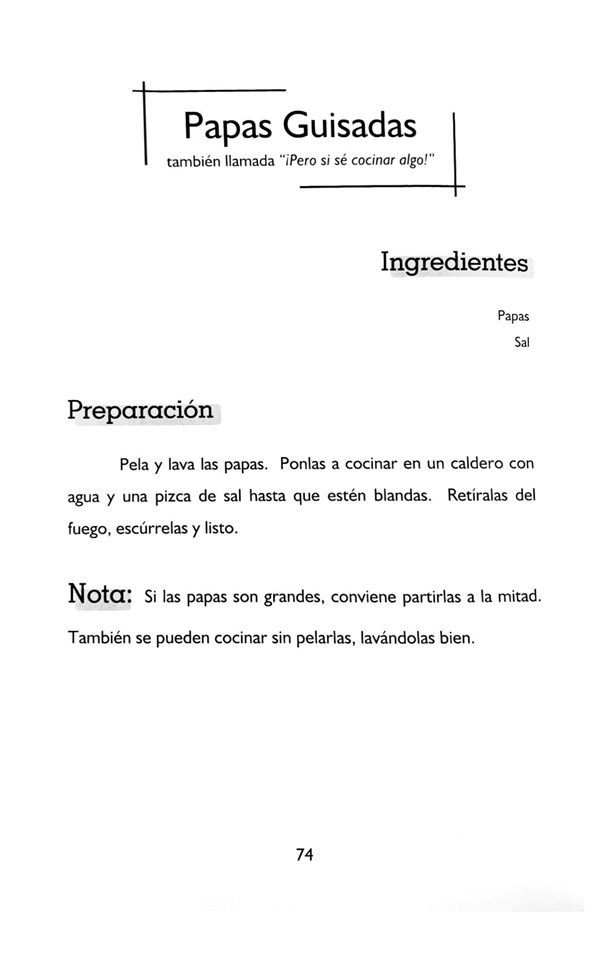 Papas Guisadas
también llamada "¡Pero si sé cocinar algo!"
Ingredientes
Papas
Sal
Preparación
Pela y lava las papas. Ponlas a cocinar en un caldero con
agua y una pizca de sal hasta que estén blandas. Retíralas del
fuego, escúrrelas y listo.
Nota: Si las papas son grandes, conviene partirlas a la mitad.
También se pueden cocinar sin pelarlas, lavándolas bien.
74